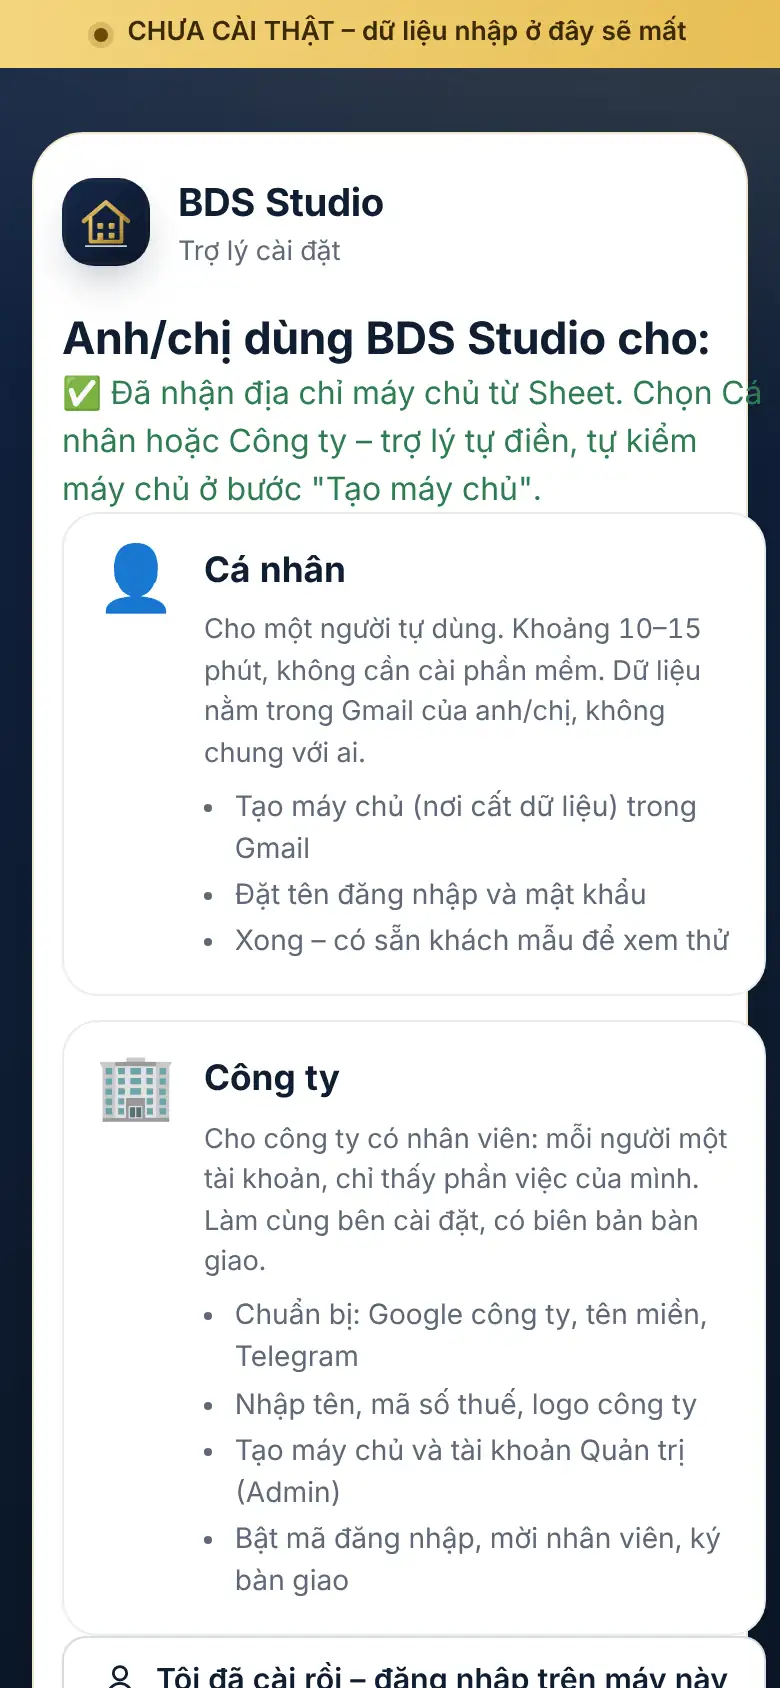 CHƯA CÀI THẬT – dữ liệu nhập ở đây sẽ mất
BDS Studio
Trợ lý cài đặt
Anh/chị dùng BDS Studio cho:
✅ Đã nhận địa chỉ máy chủ từ Sheet. Chọn Cá
nhân hoặc Công ty – trợ lý tự điền, tự kiểm
máy chủ ở bước "Tạo máy chủ".
Cá nhân
Cho một người tự dùng. Khoảng 10–15
phút, không cần cài phần mềm. Dữ liệu
nằm trong Gmail của anh/chị, không
chung với ai.
• Tạo máy chủ (nơi cất dữ liệu) trong
Gmail
• Đặt tên đăng nhập và mật khẩu
• Xong – có sẵn khách mẫu để xem thử
Công ty
Cho công ty có nhân viên: mỗi người một
tài khoản, chỉ thấy phần việc của mình.
Làm cùng bên cài đặt, có biên bản bàn
giao.
• Chuẩn bị: Google công ty, tên miền,
Telegram
• Nhập tên, mã số thuế, logo công ty
• Tạo máy chủ và tài khoản Quản trị
(Admin)
• Bật mã đăng nhập, mời nhân viên, ký
bàn giao
Tôi đã cài rồi – đăng nhập trên máy này